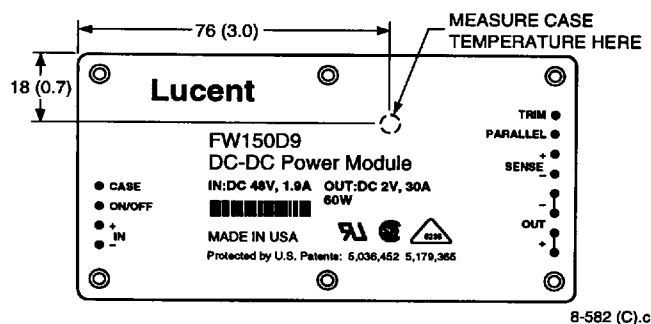 76 (3.0)
MEASURE CASE
TEMPERATURE HERE
18 (0.7)
Lucent
FW150D9
DC-DC Power Module
IN:DC 48V, 1.9A OUT:DC 2V, 30A
60W
MADE IN USA
Protected by U.S. Patents: 5,036,452 5,179,365
CASE
ON/OFF
+
IN
–
TRIM
PARALLEL
+
SENSE
–
–
OUT
+
8-582 (C).c